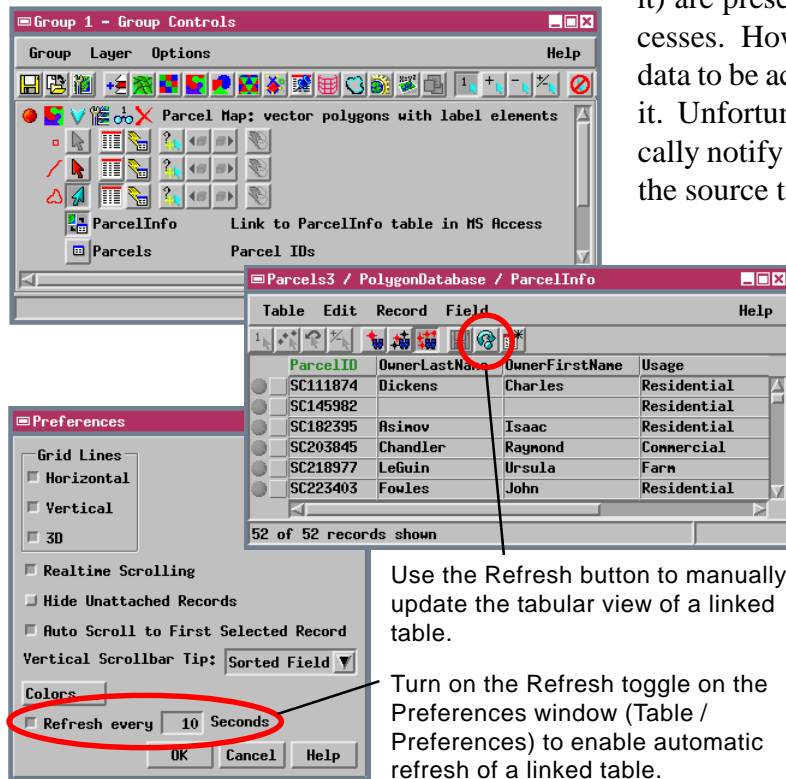 Group 1 - Group Controls
Group Layer Options Help
Parcel Map: vector polygons with label elements
ParcelInfo Link to ParcelInfo table in MS Access
Parcels Parcel IDs
it) are prese
cesses. How
data to be ac
it. Unfortun
cally notify
the source t
Parcels3 / PolygonDatabase / ParcelInfo
Table Edit Record Field Help
ParcelID OwnerLastName OwnerFirstName Usage
SC111874 Dickens Charles Residential
SC145982 Residential
SC182395 Asimov Isaac Residential
SC203845 Chandler Raymond Commercial
SC218977 LeGuin Ursula Farm
SC223403 Fowles John Residential
52 of 52 records shown
Preferences
Grid Lines
Horizontal
Vertical
3D
Realtime Scrolling
Hide Unattached Records
Auto Scroll to First Selected Record
Vertical Scrollbar Tip: Sorted Field
Colors...
Refresh every 10 Seconds
OK Cancel Help
Use the Refresh button to manually
update the tabular view of a linked
table.
Turn on the Refresh toggle on the
Preferences window (Table /
Preferences) to enable automatic
refresh of a linked table.